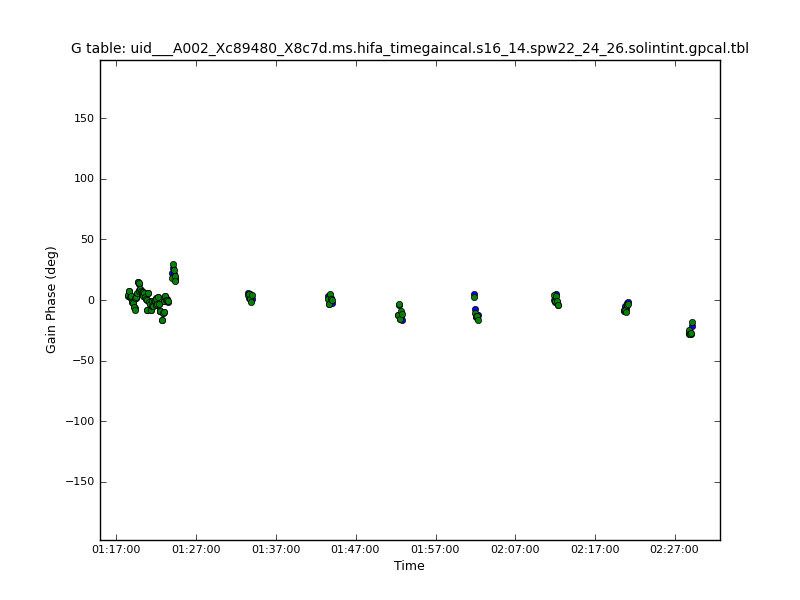 G table: uid___A002_Xc89480_X8c7d.ms.hifa_timegaincal.s16_14.spw22_24_26.solintint.gpcal.tbl
150
100
50
0
−50
−100
−150
Gain Phase (deg)
01:17:00 01:27:00 01:37:00 01:47:00 01:57:00 02:07:00 02:17:00 02:27:00
Time